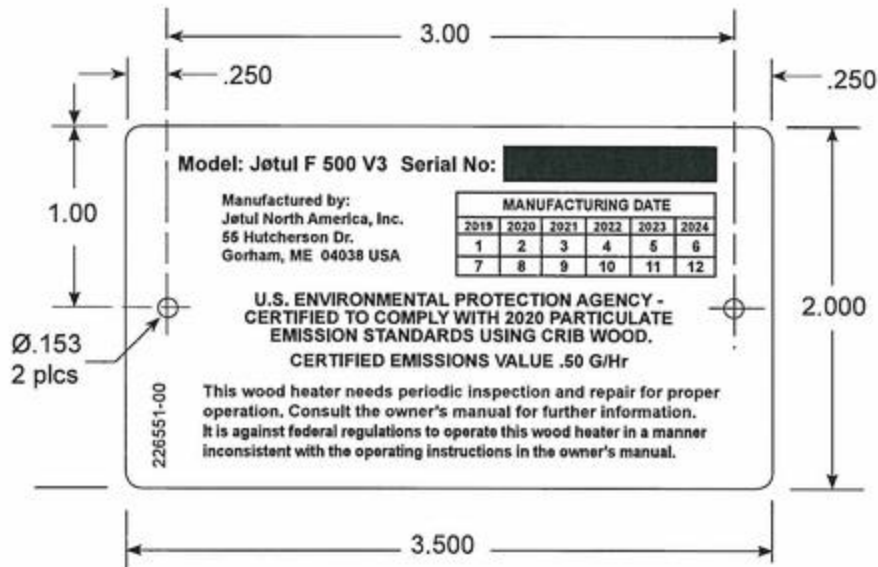 3.00
.250
.250
1.00
Model: Jøtul F 500 V3 Serial No:
Manufactured by:
Jøtul North America, Inc.
55 Hutcherson Dr.
Gorham, ME 04038 USA
MANUFACTURING DATE
2019 2020 2021 2022 2023 2024
1 2 3 4 5 6
7 8 9 10 11 12
2.000
Ø.153
2 plcs
U.S. ENVIRONMENTAL PROTECTION AGENCY -
CERTIFIED TO COMPLY WITH 2020 PARTICULATE
EMISSION STANDARDS USING CRIB WOOD.
CERTIFIED EMISSIONS VALUE .50 G/Hr
226551-00
This wood heater needs periodic inspection and repair for proper
operation. Consult the owner's manual for further information.
It is against federal regulations to operate this wood heater in a manner
inconsistent with the operating instructions in the owner's manual.
3.500